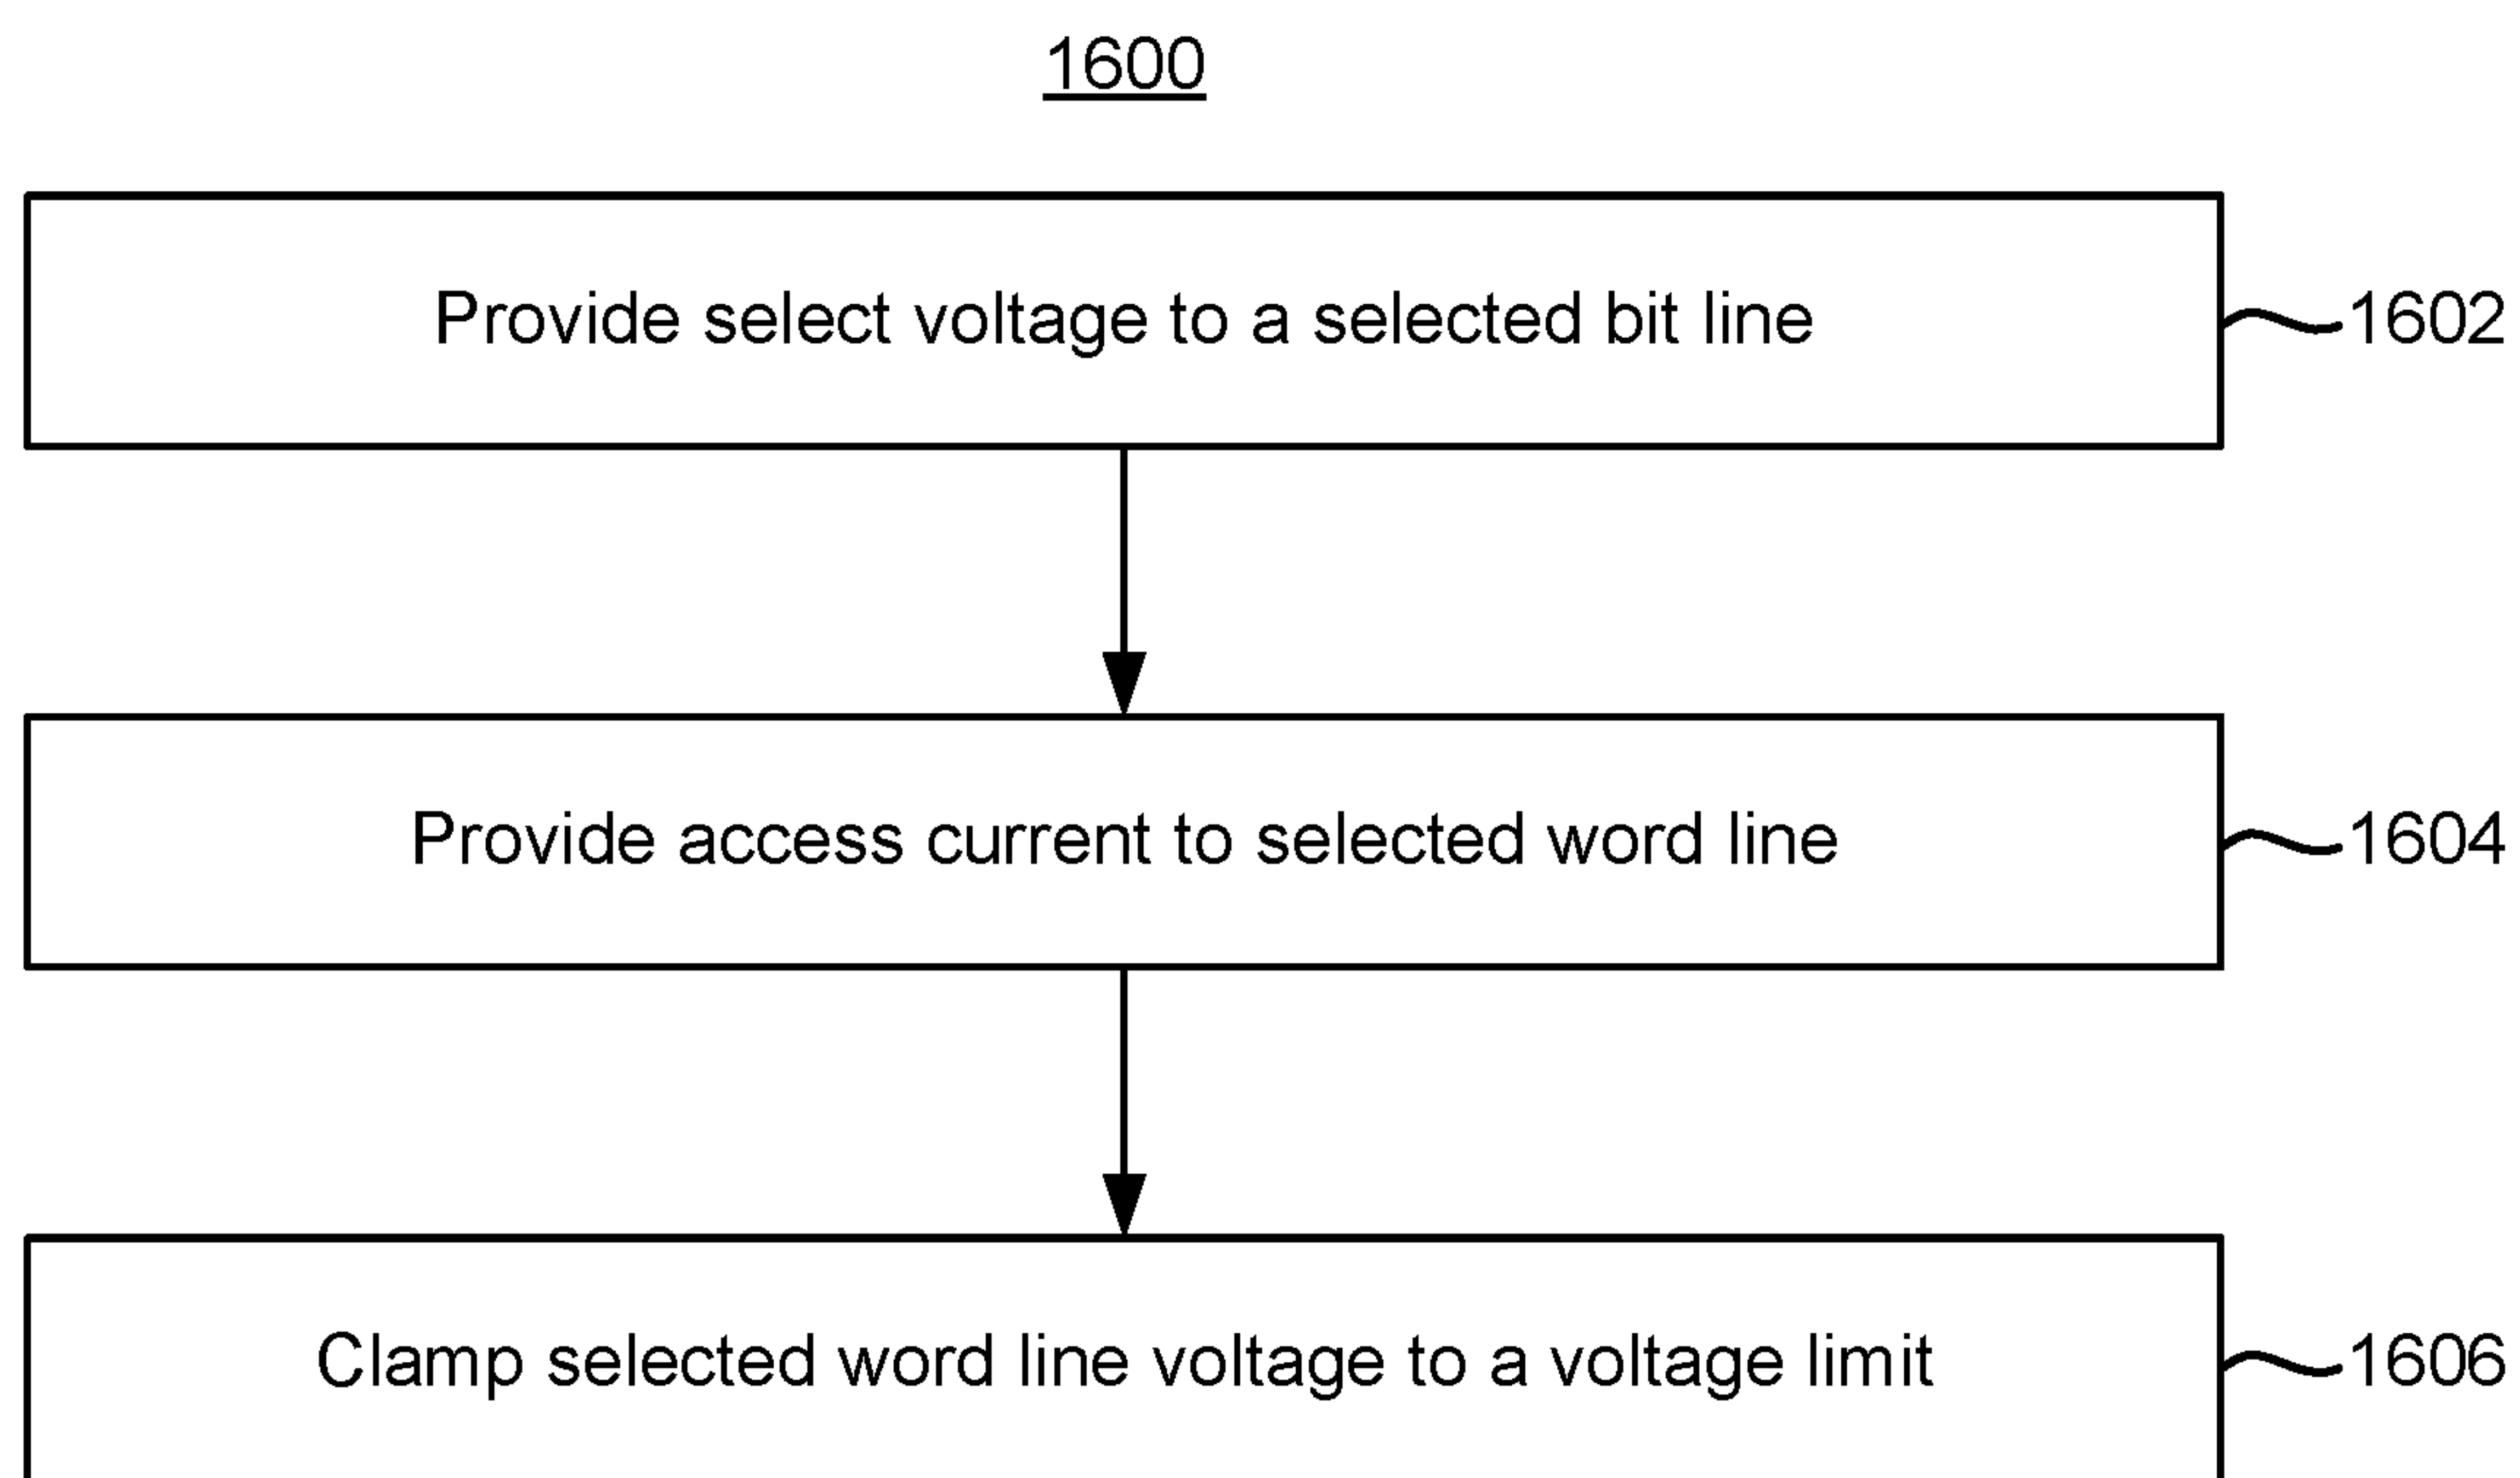 1600
Provide select voltage to a selected bit line
1602
Provide access current to selected word line
1604
Clamp selected word line voltage to a voltage limit
1606